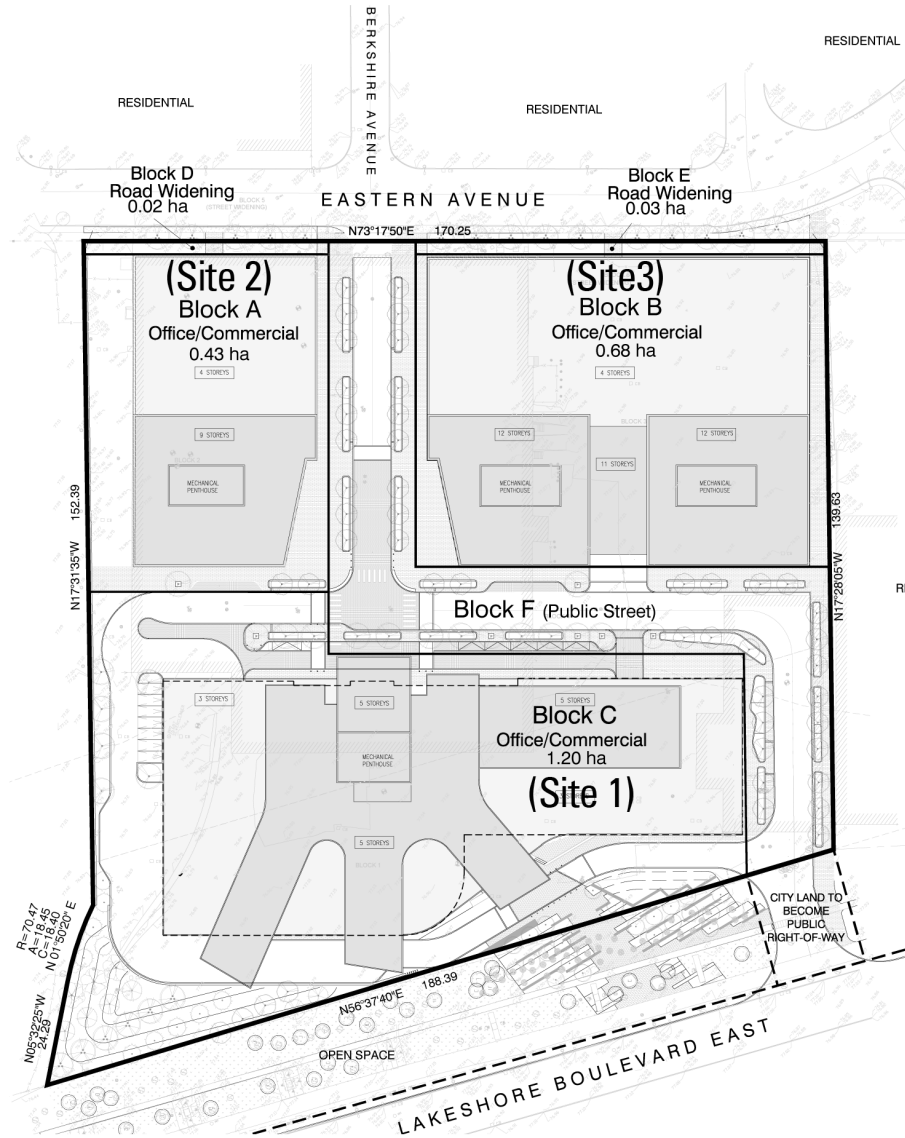 BERKSHIRE AVENUE
RESIDENTIAL
RESIDENTIAL
RESIDENTIAL
Block D
Road Widening
0.02 ha
BLOCK 5
(STREET WIDENING)
EASTERN AVENUE
Block E
Road Widening
0.03 ha
N73°17'50"E 170.25
(Site 2)
Block A
Office/Commercial
0.43 ha
4 STOREYS
(Site3)
Block B
Office/Commercial
0.68 ha
4 STOREYS
9 STOREYS
MECHANICAL
PENTHOUSE
12 STOREYS
MECHANICAL
PENTHOUSE
11 STOREYS
12 STOREYS
MECHANICAL
PENTHOUSE
N17°31'35"W 152.39
N17°28'05"W 139.63
Block F (Public Street)
3 STOREYS
5 STOREYS
MECHANICAL
PENTHOUSE
5 STOREYS
Block C
Office/Commercial
1.20 ha
(Site 1)
5 STOREYS
R=70.47
A=18.45
C=18.40
N 01°50'20" E
N05°32'25"W
24.29
N56°37'40"E 188.39
CITY LAND TO
BECOME
PUBLIC
RIGHT-OF-WAY
OPEN SPACE
LAKESHORE BOULEVARD EAST